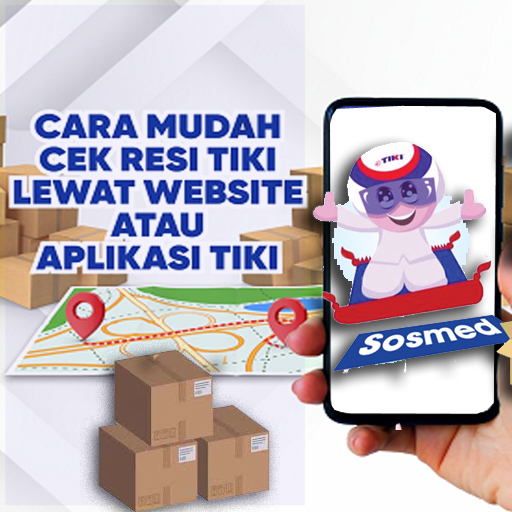 CARA MUDAH
CEK RESI TIKI
LEWAT WEBSITE
ATAU
APLIKASI TIKI
TIKI
Sosmed